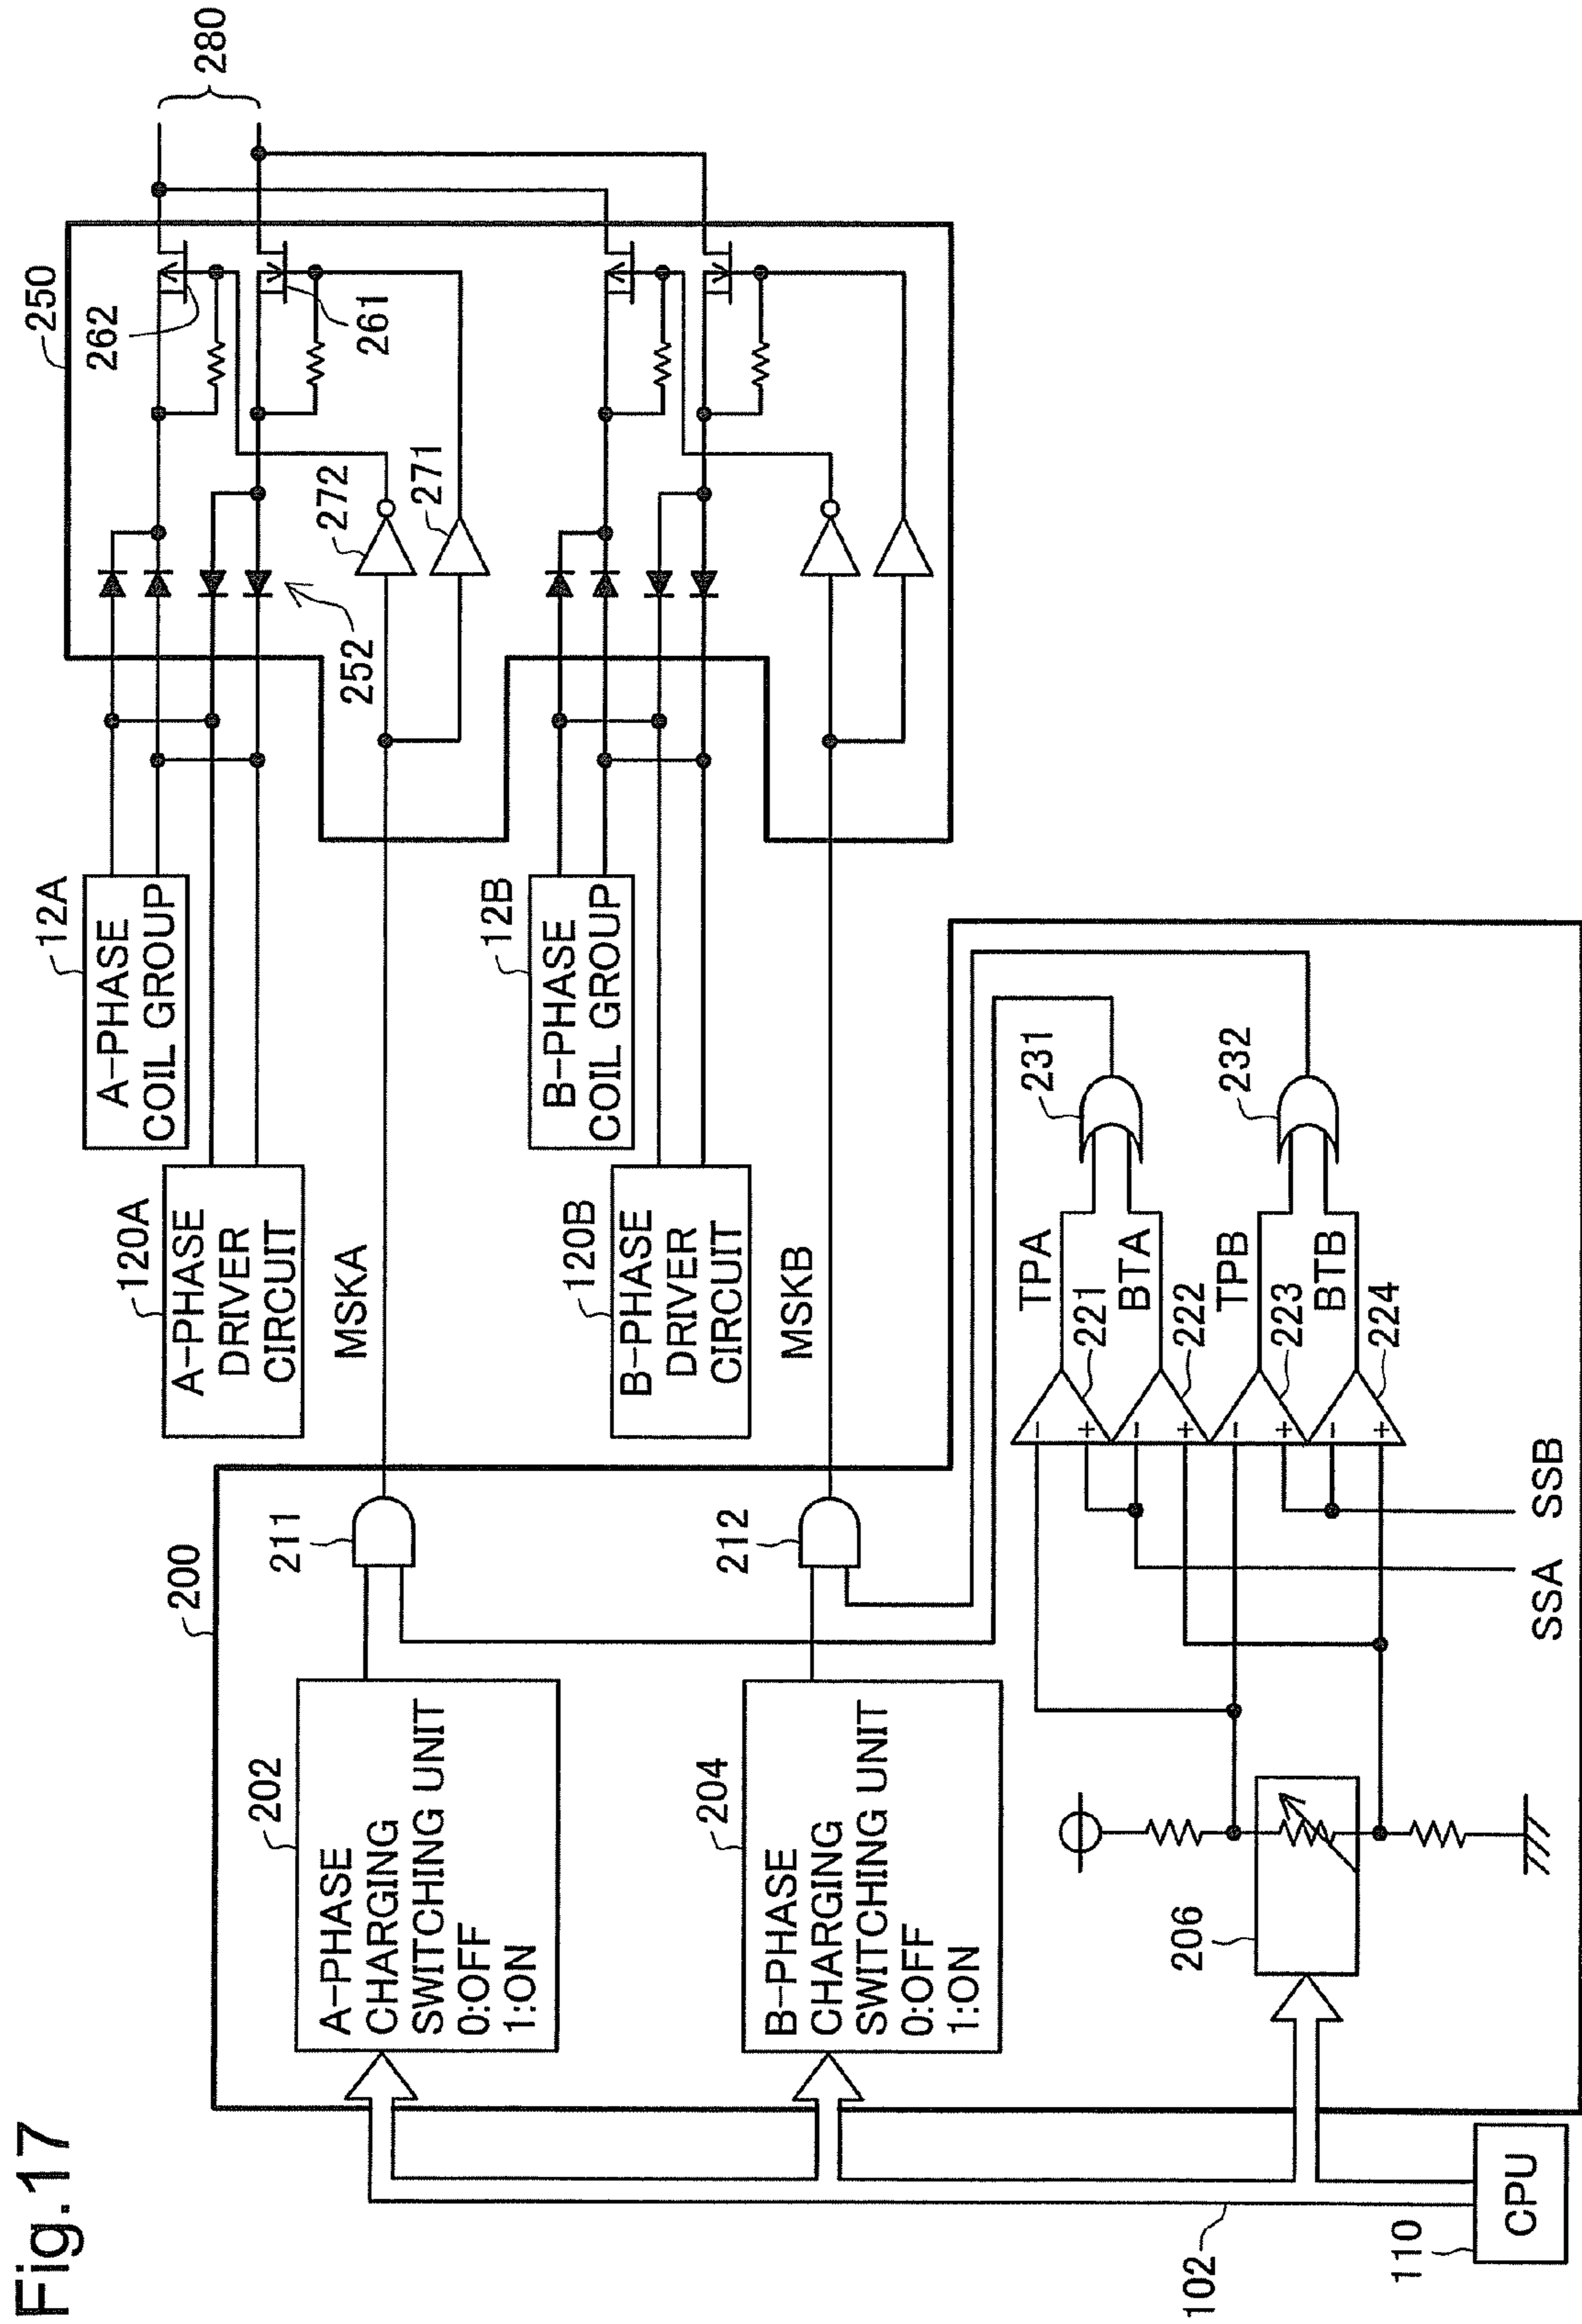 Fig.17
200
202
A-PHASE
CHARGING
SWITCHING UNIT
0:OFF
1:ON
211
MSKA
120A
A-PHASE
DRIVER
CIRCUIT
12A
A-PHASE
COIL GROUP
250
252
262
261
272
271
280
204
B-PHASE
CHARGING
SWITCHING UNIT
0:OFF
1:ON
212
MSKB
120B
B-PHASE
DRIVER
CIRCUIT
12B
B-PHASE
COIL GROUP
206
-
+
-
+
-
+
-
+
TPA
221
BTA
222
TPB
223
BTB
224
231
232
SSA
SSB
102
110
CPU